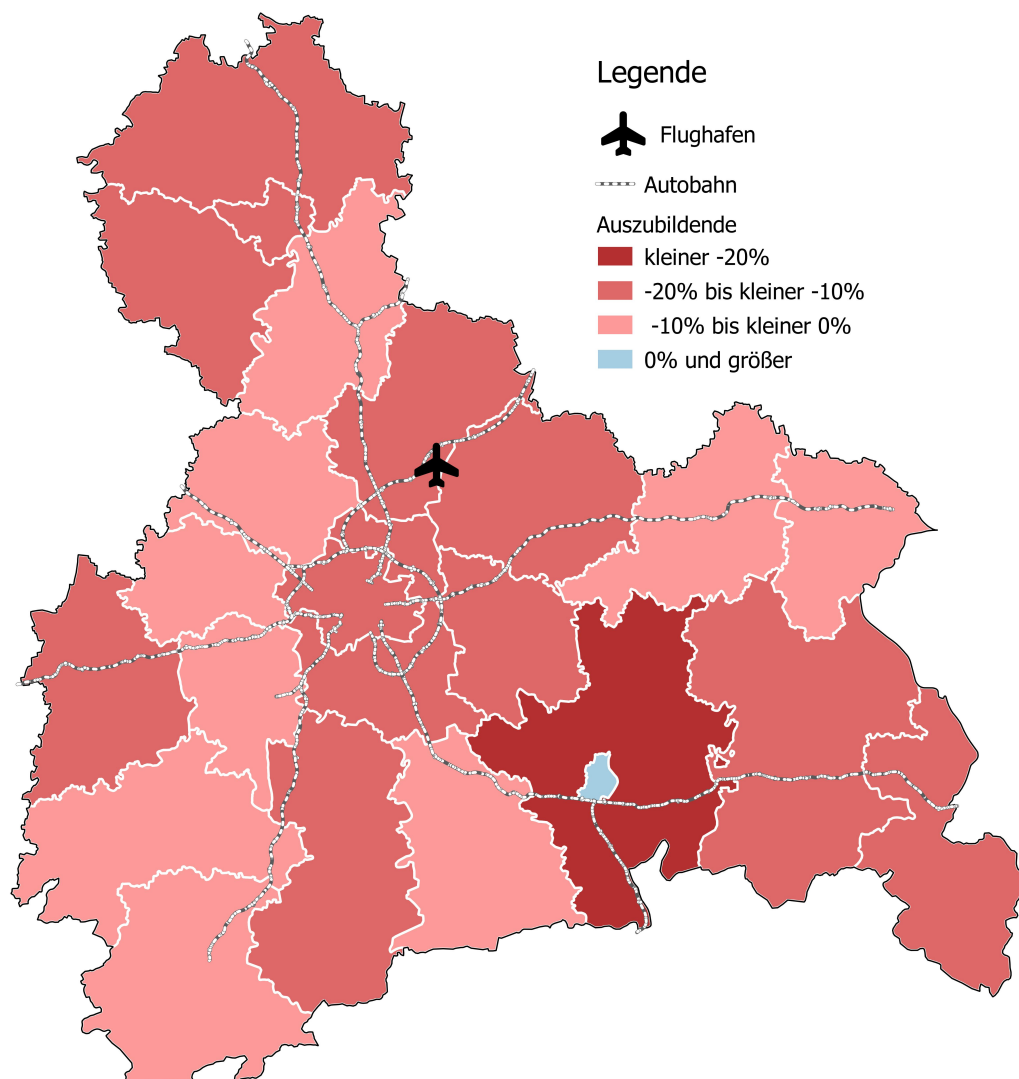 Legende
Flughafen
Autobahn
Auszubildende
kleiner -20%
-20% bis kleiner -10%
-10% bis kleiner 0%
0% und größer